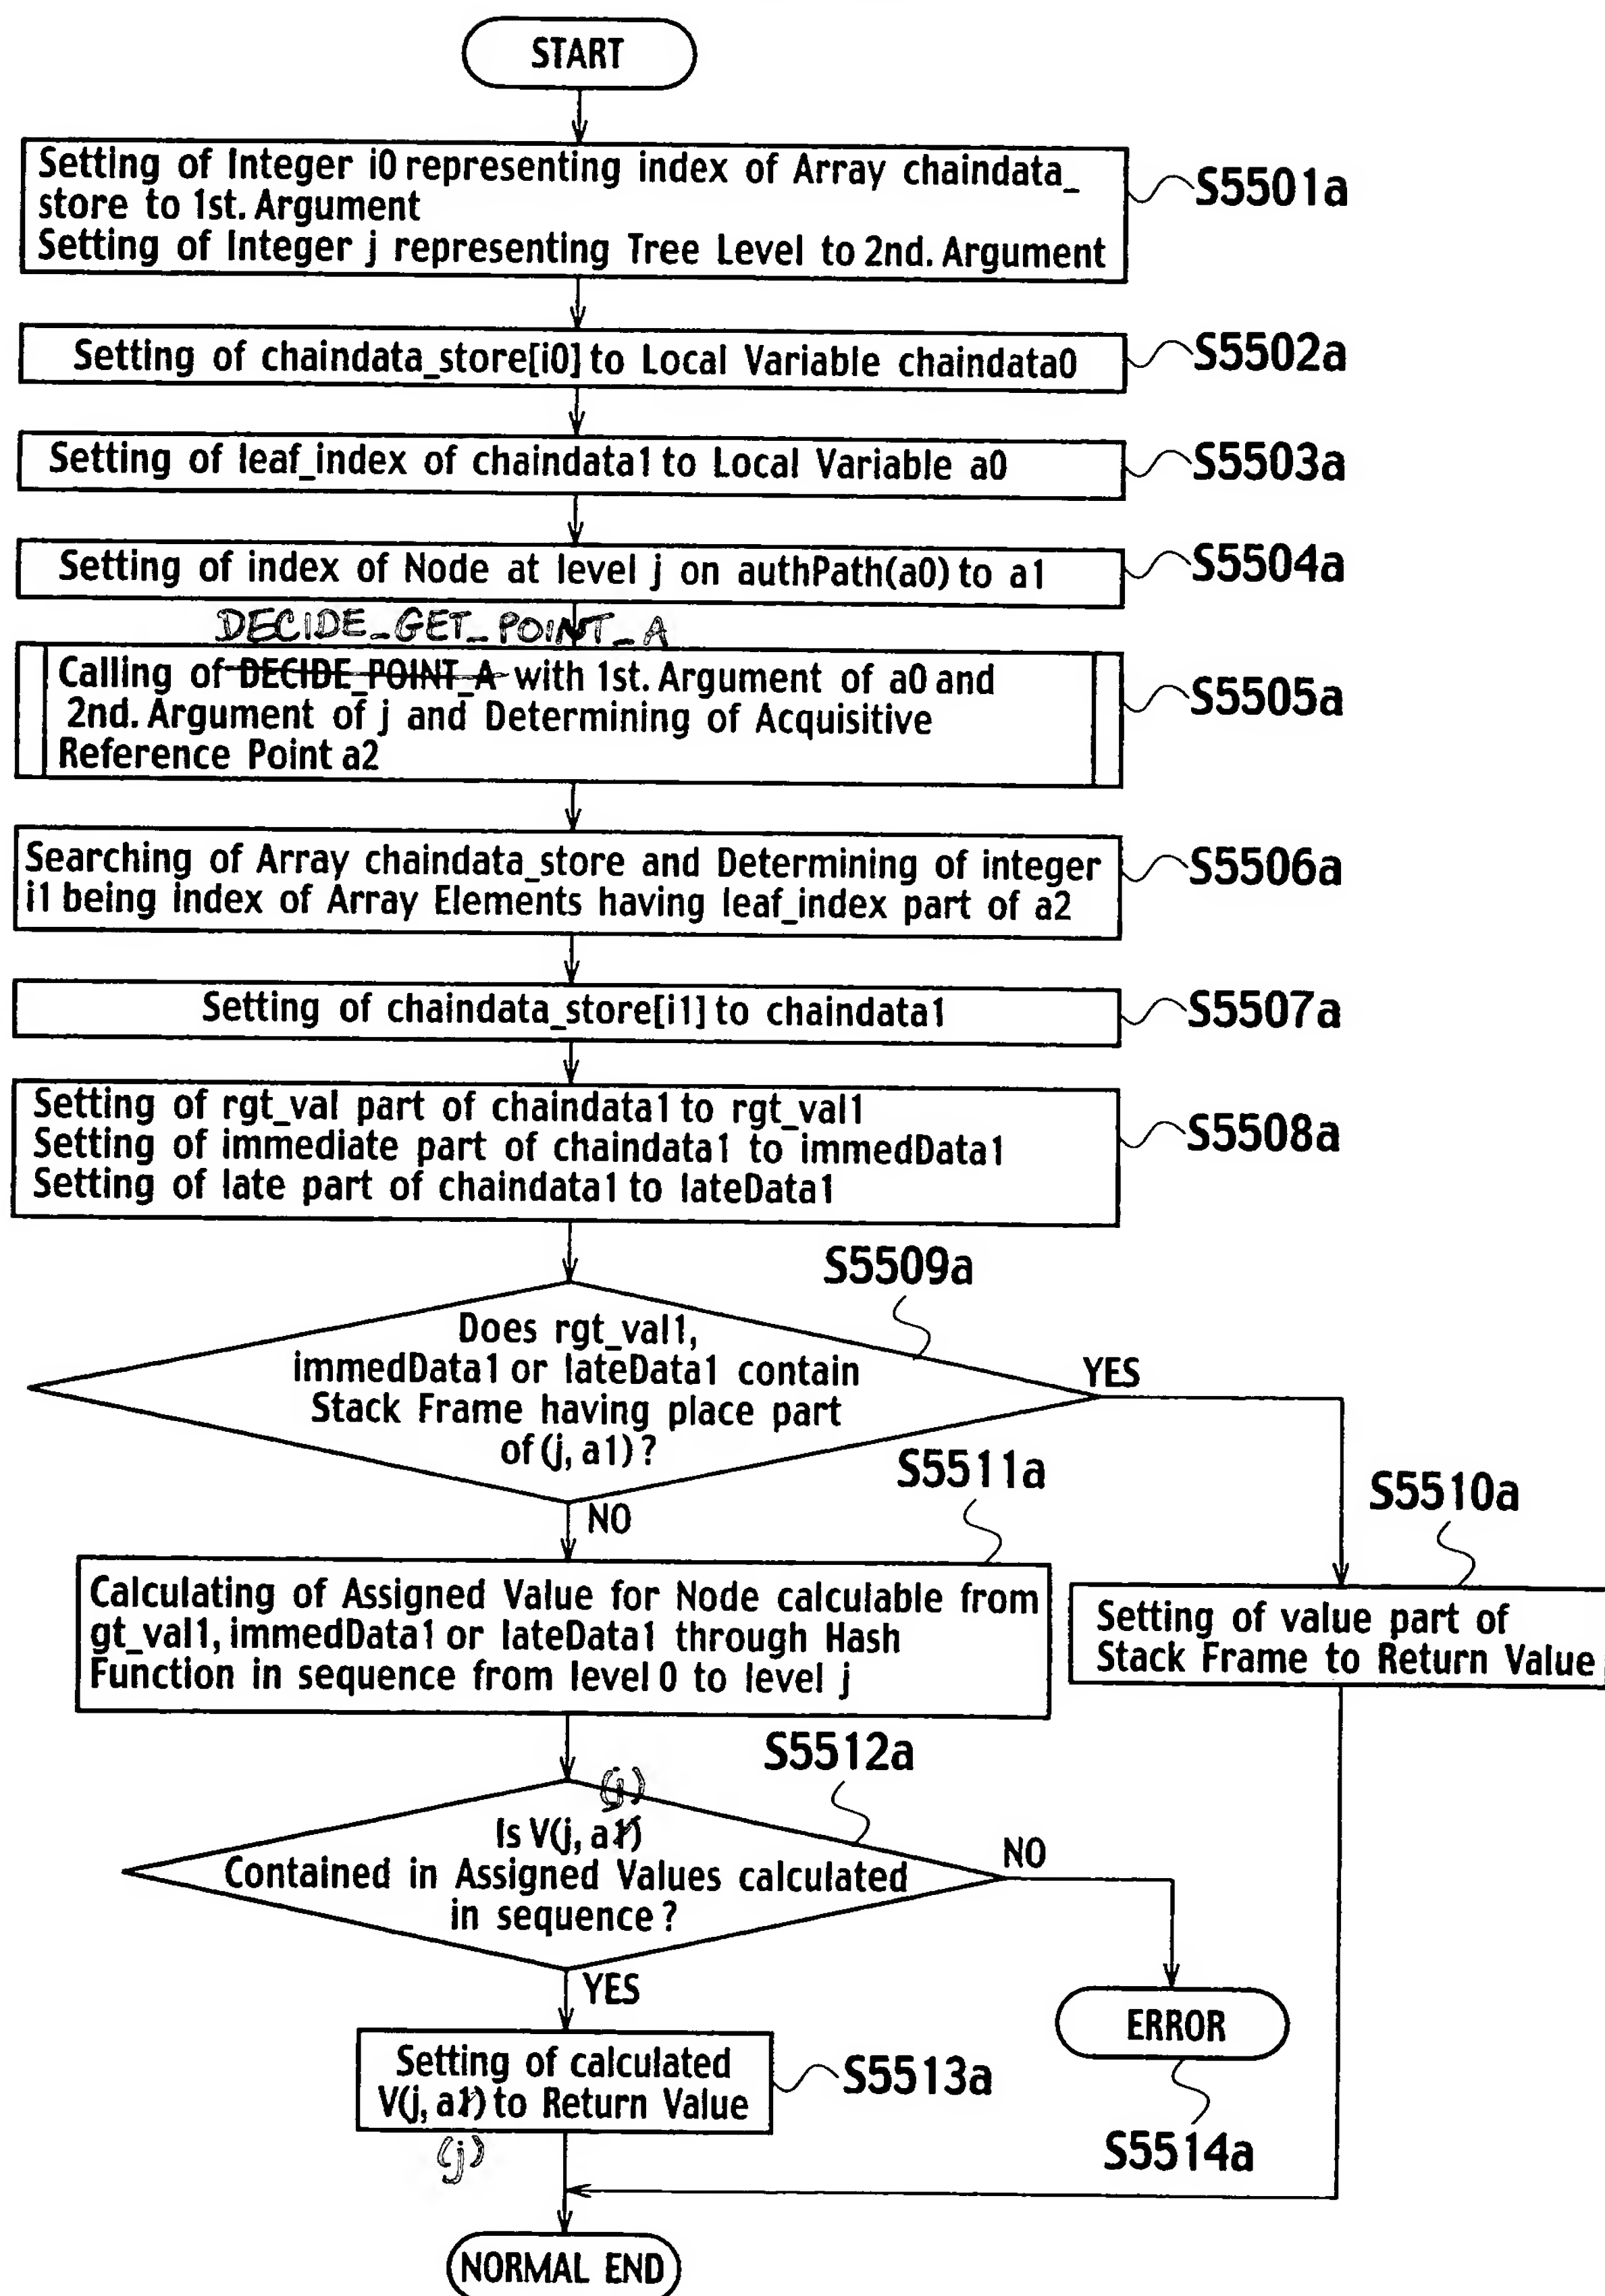 START
Setting of Integer i0 representing index of Array chaindata_
store to 1st. Argument
Setting of Integer j representing Tree Level to 2nd. Argument
S5501a
Setting of chaindata_store[i0] to Local Variable chaindata0
S5502a
Setting of leaf_index of chaindata1 to Local Variable a0
S5503a
Setting of index of Node at level j on authPath(a0) to a1
S5504a
DECIDE_GET_POINT_A
Calling of DECIDE_POINT_A with 1st. Argument of a0 and
2nd. Argument of j and Determining of Acquisitive
Reference Point a2
S5505a
Searching of Array chaindata_store and Determining of integer
i1 being index of Array Elements having leaf_index part of a2
S5506a
Setting of chaindata_store[i1] to chaindata1
S5507a
Setting of rgt_val part of chaindata1 to rgt_val1
Setting of immediate part of chaindata1 to immedData1
Setting of late part of chaindata1 to lateData1
S5508a
S5509a
Does rgt_val1,
immedData1 or lateData1 contain
Stack Frame having place part
of (j, a1)?
YES
NO
S5511a
S5510a
Calculating of Assigned Value for Node calculable from
gt_val1, immedData1 or lateData1 through Hash
Function in sequence from level 0 to level j
Setting of value part of
Stack Frame to Return Value
S5512a
(j)
Is V(j, a1)
Contained in Assigned Values calculated
in sequence?
NO
YES
ERROR
S5514a
Setting of calculated
V(j, a1) to Return Value
S5513a
(j)
NORMAL END